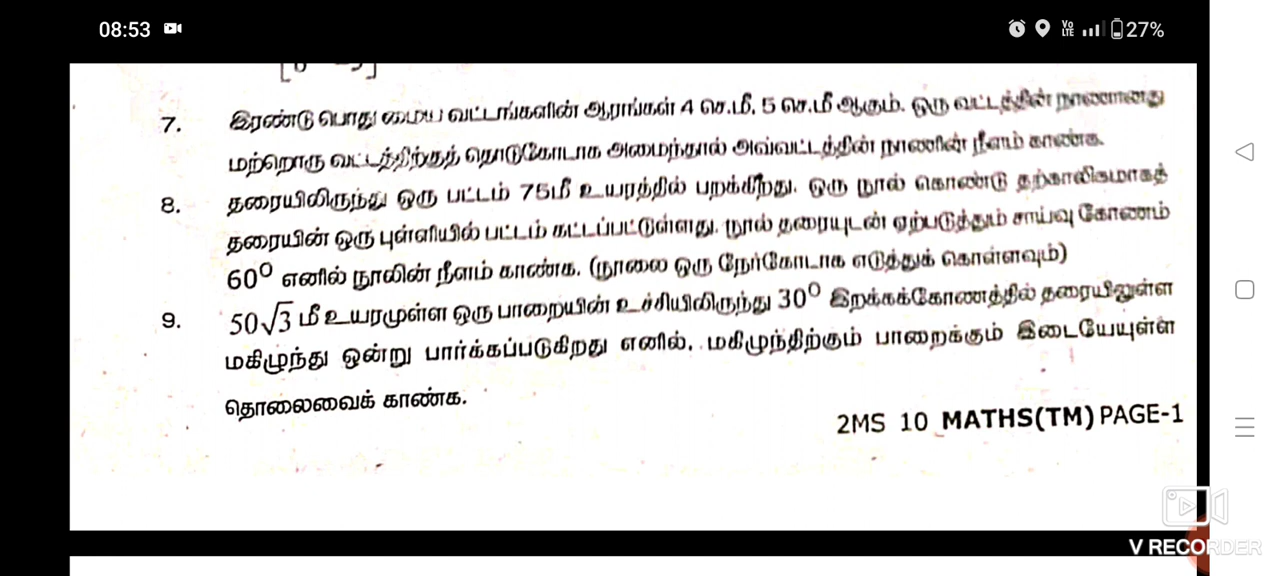 08:53
Vo LTE 27%
7. இரண்டு பொது மைய வட்டங்களின் ஆரங்கள் 4 செ.மீ, 5 செ.மீ ஆகும். ஒரு வட்டத்தின் நாணானது
மற்றொரு வட்டத்திற்குத் தொடுகோடாக அமைந்தால் அவ்வட்டத்தின் நாணின் நீளம் காண்க.
8. தரையிலிருந்து ஒரு பட்டம் 75மீ உயரத்தில் பறக்கிறது. ஒரு நூல் கொண்டு தற்காலிகமாகத்
தரையின் ஒரு புள்ளியில் பட்டம் கட்டப்பட்டுள்ளது. நூல் தரையுடன் ஏற்படுத்தும் சாய்வு கோணம்
60⁰ எனில் நூலின் நீளம் காண்க. (நூலை ஒரு நேர்கோடாக எடுத்துக் கொள்ளவும்)
9. 50√3 மீ உயரமுள்ள ஒரு பாறையின் உச்சியிலிருந்து 30⁰ இறக்கக்கோணத்தில் தரையிலுள்ள
மகிழுந்து ஒன்று பார்க்கப்படுகிறது எனில், மகிழுந்திற்கும் பாறைக்கும் இடையேயுள்ள
தொலைவைக் காண்க.
2MS 10 MATHS(TM) PAGE-1
V RECORDER